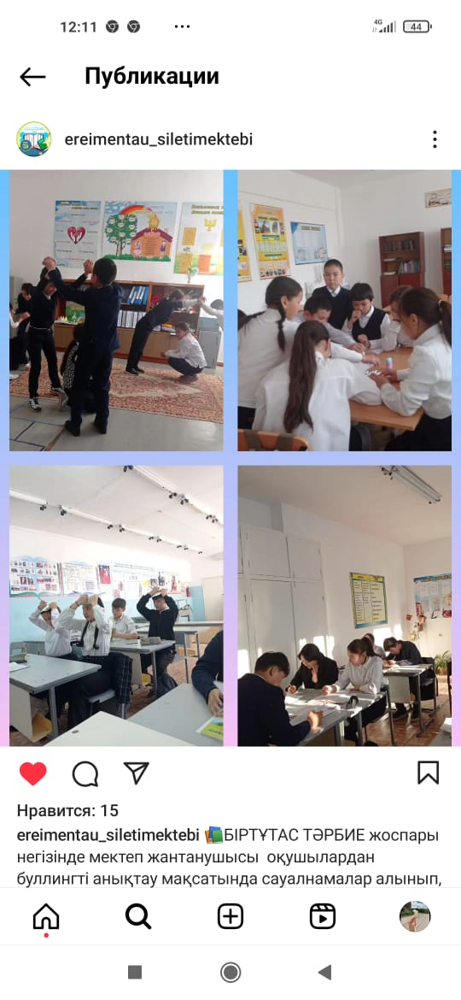 12:11
4G
44
Публикации
ereimentau_siletimektebi
Нравится: 15
ereimentau_siletimektebi БІРТҰТАС ТӘРБИЕ жоспары
негізінде мектеп жантанушысы оқушылардан
буллингті анықтау мақсатында сауалнамалар алынып,